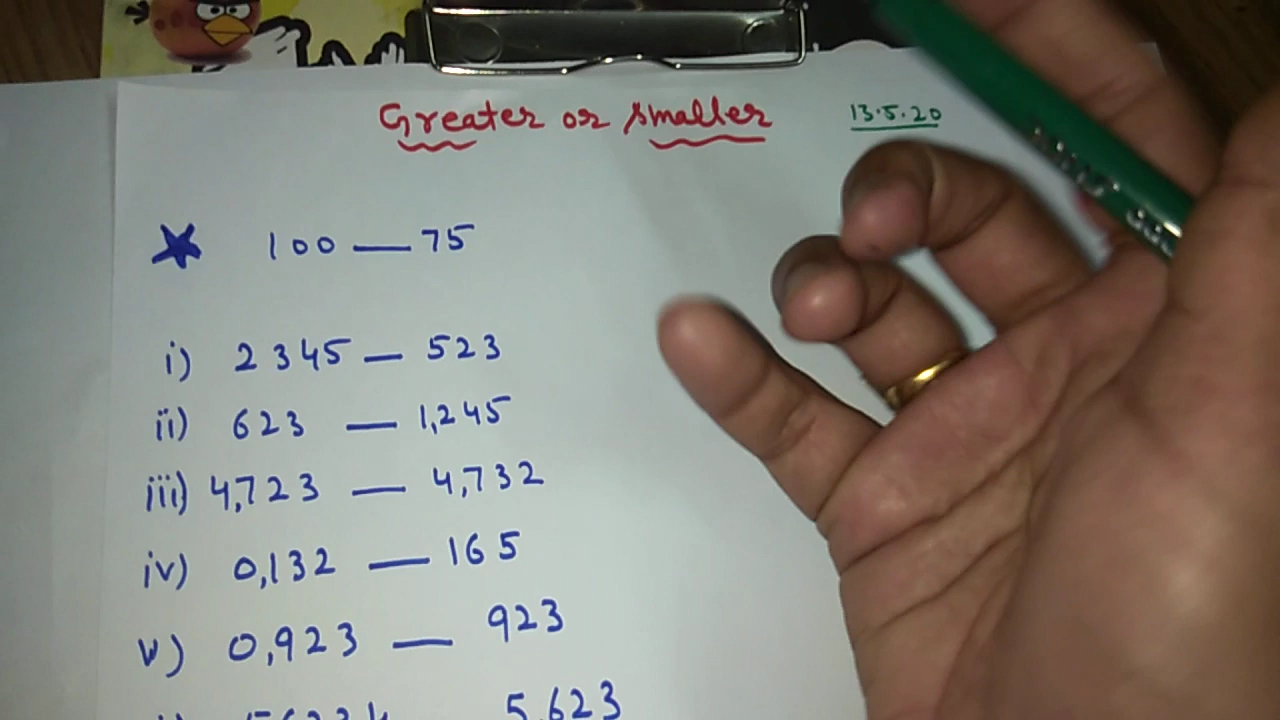 Greater or smaller 13.5.20
100 — 75
i) 2345 — 523
ii) 623 — 1,245
iii) 4,723 — 4,732
iv) 0,132 — 165
v) 0,923 — 923
5,623